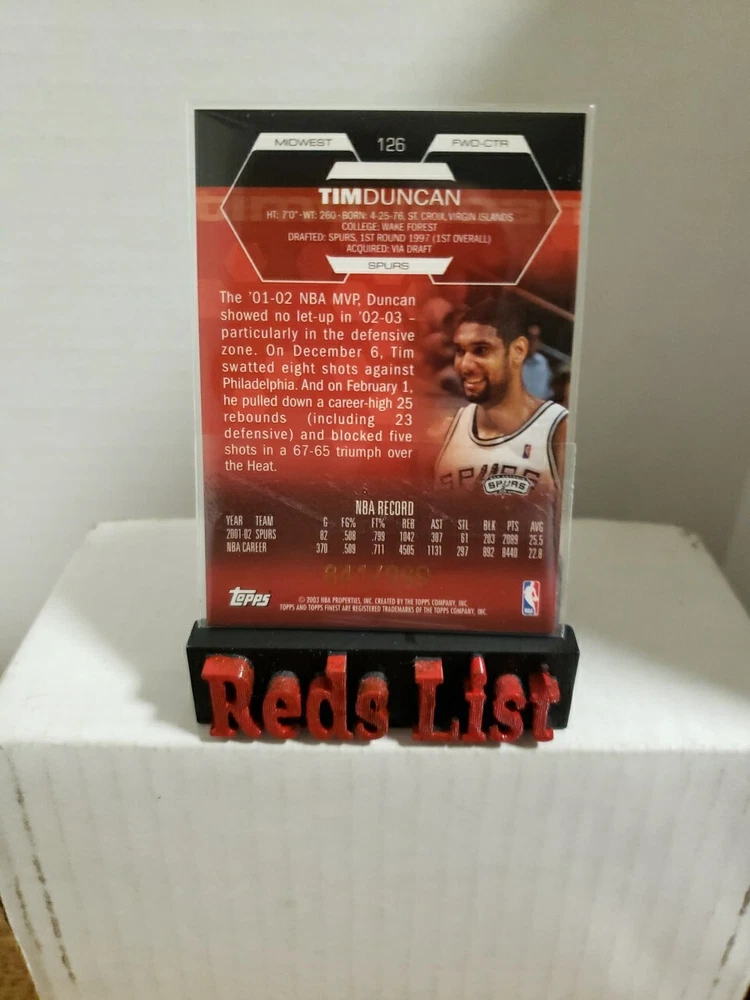 MIDWEST 126 FWD-CTR
TIMDUNCAN
HT: 7'0" · WT: 260 · BORN: 4-25-76, ST. CROIX, VIRGIN ISLANDS
COLLEGE: WAKE FOREST
DRAFTED: SPURS, 1ST ROUND 1997 (1ST OVERALL)
ACQUIRED: VIA DRAFT
SPURS
The '01-02 NBA MVP, Duncan
showed no let-up in '02-03 –
particularly in the defensive
zone. On December 6, Tim
swatted eight shots against
Philadelphia. And on February 1,
he pulled down a career-high 25
rebounds (including 23
defensive) and blocked five
shots in a 67-65 triumph over
the Heat.
SPURS
SPURS
NBA RECORD
YEAR TEAM G FG% FT% REB AST STL BLK PTS AVG
2001-02 SPURS 82 .508 .799 1042 307 61 203 2089 25.5
NBA CAREER 370 .509 .711 4505 1131 297 892 8440 22.8
Topps
© 2003 NBA PROPERTIES, INC. CREATED BY THE TOPPS COMPANY, INC.
TOPPS AND TOPPS FINEST ARE REGISTERED TRADEMARKS OF THE TOPPS COMPANY, INC.
NBA
Reds List